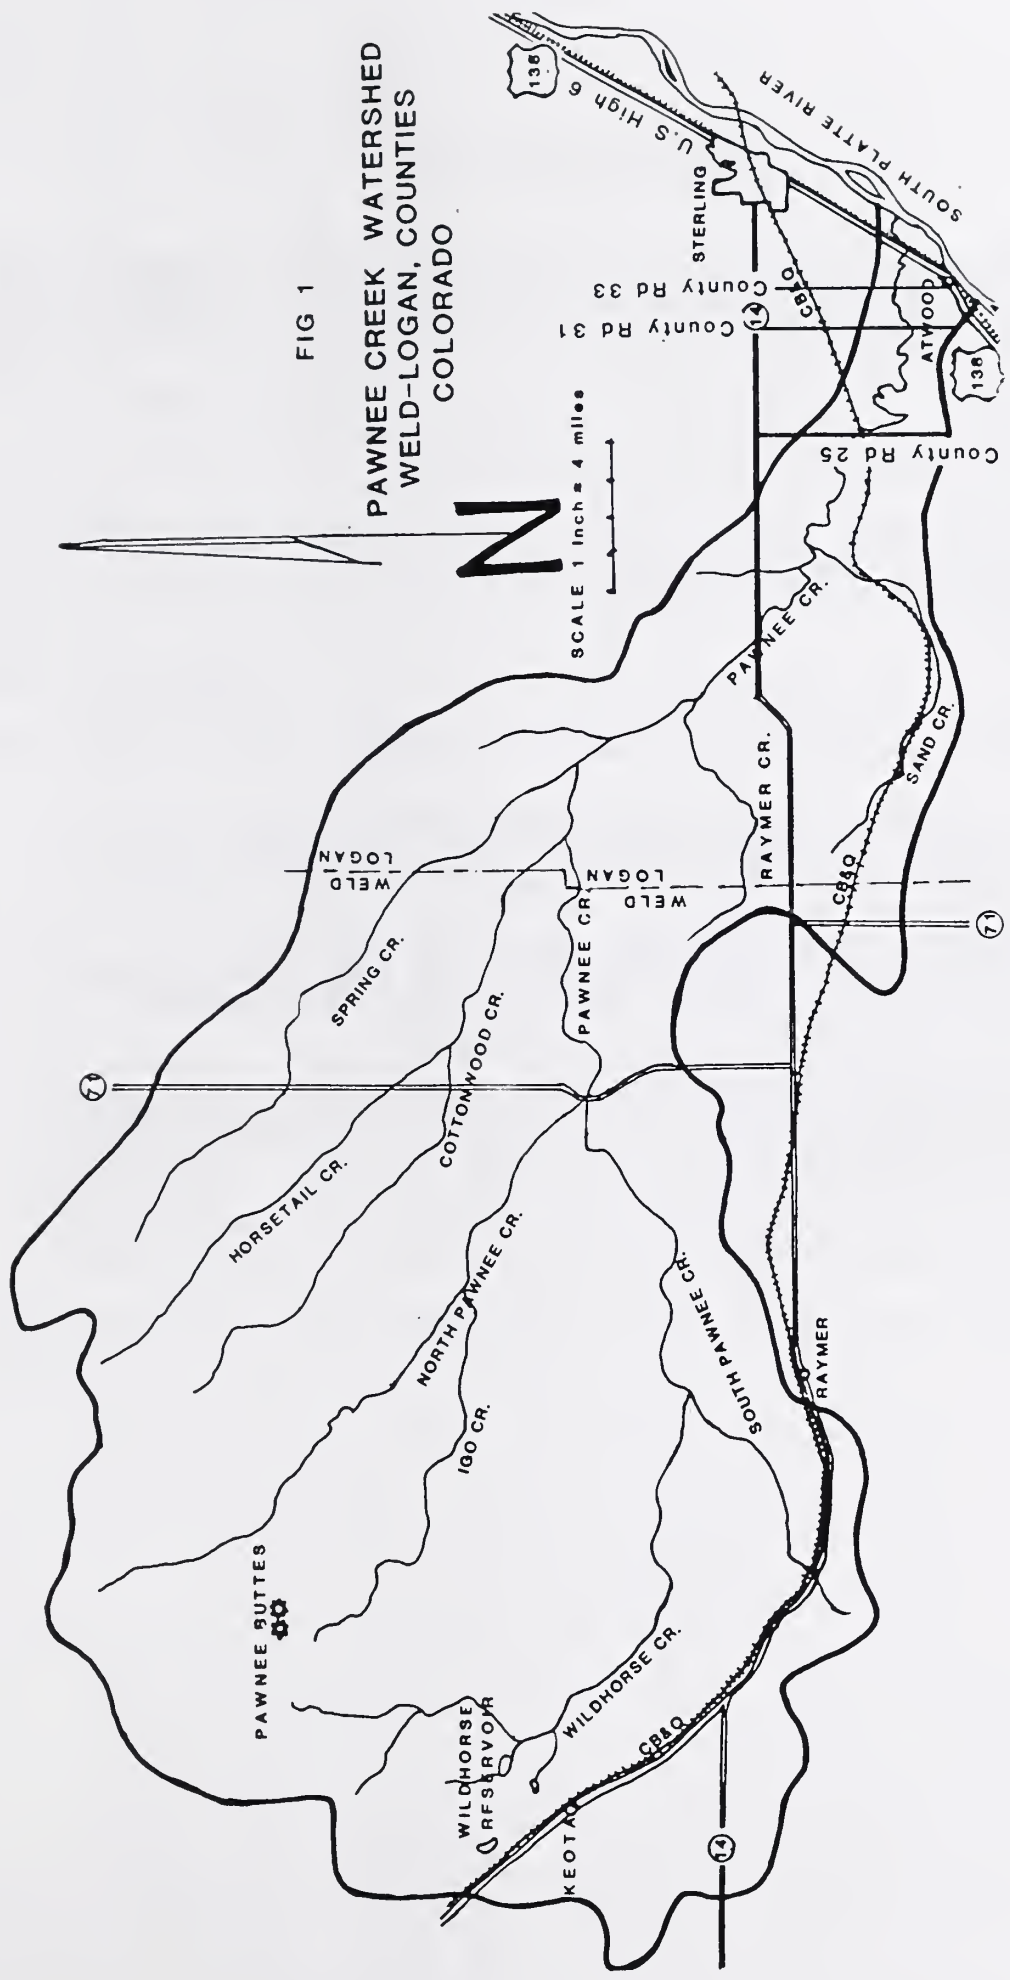 FIG 1
PAWNEE CREEK WATERSHED
WELD-LOGAN, COUNTIES
COLORADO
N
SCALE 1 Inch = 4 miles
138
U.S High 6
SOUTH PLATTE RIVER
STERLING
CB&Q
County Rd 33
14
County Rd 31
ATWOOD
138
County Rd 25
PAWNEE CR.
SAND CR.
RAYMER CR.
CB&Q
LOGAN
WELD
LOGAN
WELD
71
PAWNEE CR.
SPRING CR.
COTTONWOOD CR.
71
HORSETAIL CR.
NORTH PAWNEE CR.
SOUTH PAWNEE CR.
RAYMER
IGO CR.
PAWNEE BUTTES
WILDHORSE CR.
WILDHORSE
RESERVOIR
CB&Q
KEOTA
14